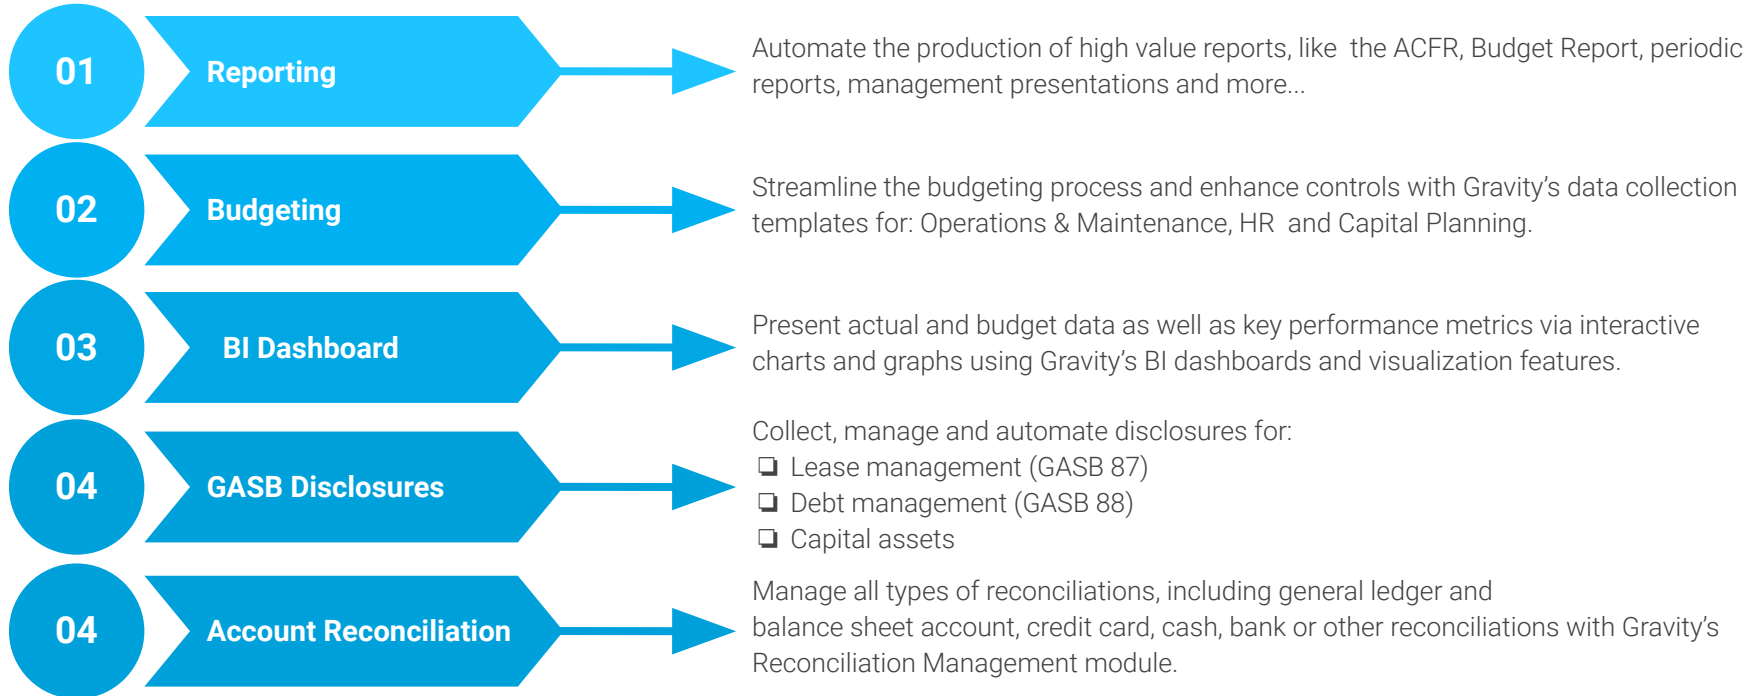 01
Reporting
Automate the production of high value reports, like  the ACFR, Budget Report, periodic
reports, management presentations and more...
02
Budgeting
Streamline the budgeting process and enhance controls with Gravity’s data collection
templates for: Operations & Maintenance, HR  and Capital Planning.
03
BI Dashboard
Present actual and budget data as well as key performance metrics via interactive
charts and graphs using Gravity’s BI dashboards and visualization features.
04
GASB Disclosures
Collect, manage and automate disclosures for:
❏ Lease management (GASB 87)
❏ Debt management (GASB 88)
❏ Capital assets
04
Account Reconciliation
Manage all types of reconciliations, including general ledger and
balance sheet account, credit card, cash, bank or other reconciliations with Gravity’s
Reconciliation Management module.